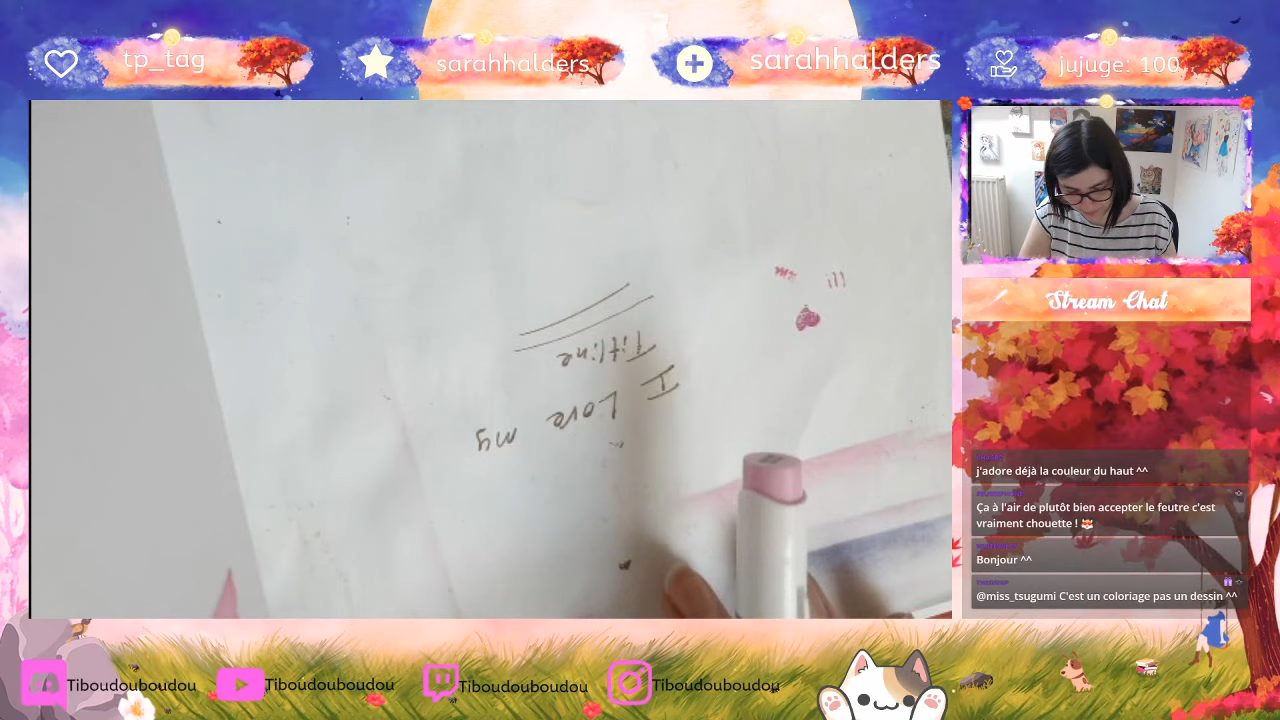 tp_tag
sarahhalders
sarahhalders
jujuge: 100
I Love my
Titline
Stream Chat
j'adore déjà la couleur du haut ^^
Ça à l'air de plutôt bien accepter le feutre c'est
vraiment chouette !
Bonjour ^^
@miss_tsugumi C'est un coloriage pas un dessin ^^
Tiboudouboudou
Tiboudouboudou
Tiboudouboudou
Tiboudouboudou